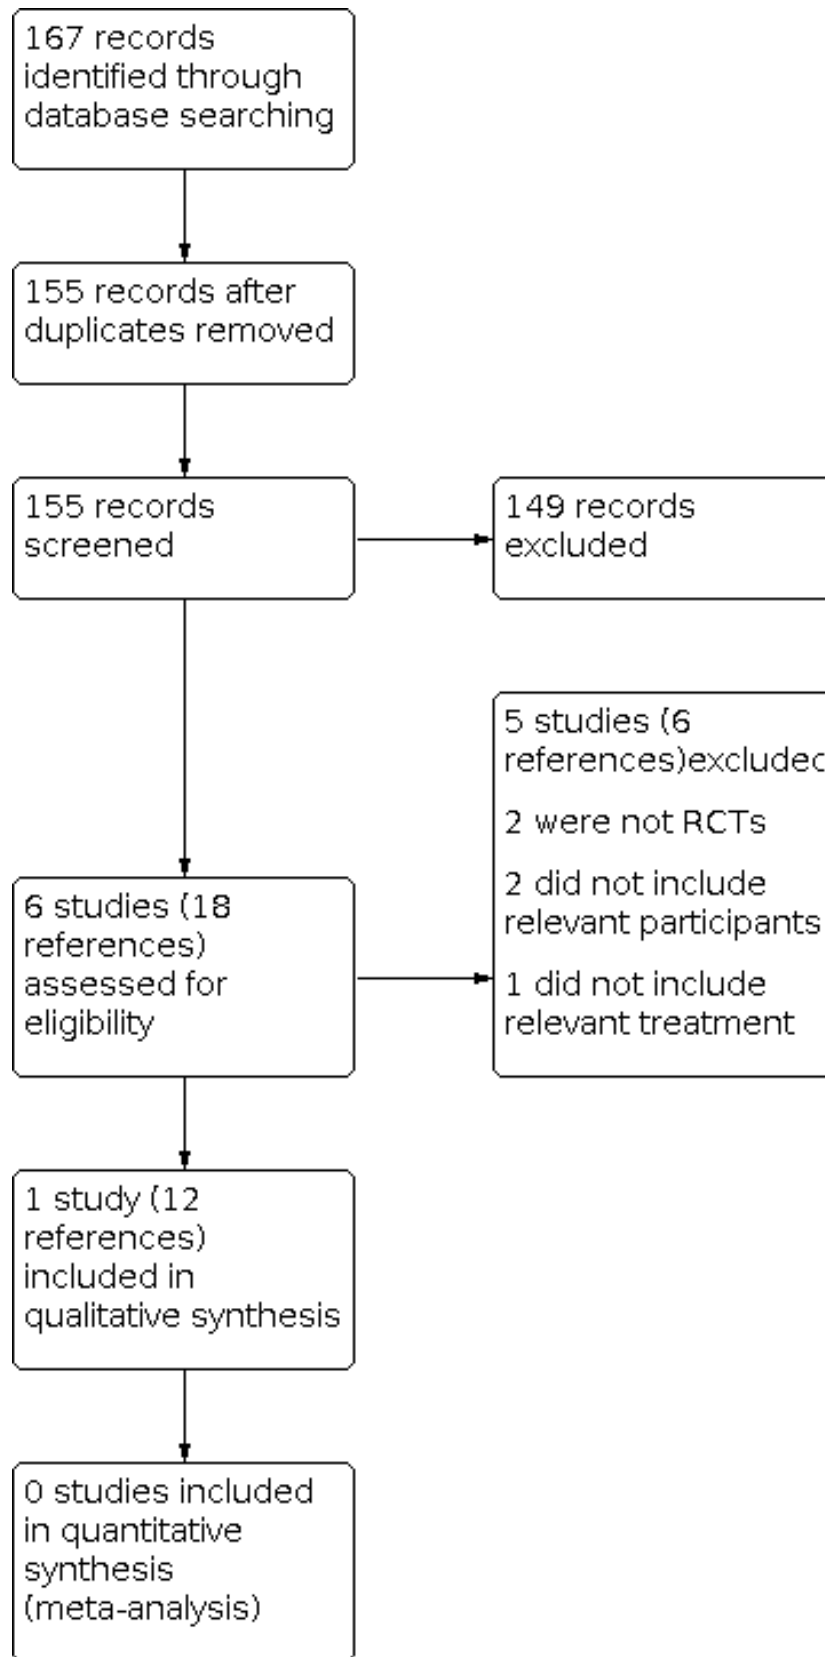 167 records
identified through
database searching
155 records after
duplicates removed
155 records
screened
149 records
excluded
5 studies (6
references)excluded
2 were not RCTs
2 did not include
relevant participants
1 did not include
relevant treatment
6 studies (18
references)
assessed for
eligibility
1 study (12
references)
included in
qualitative synthesis
0 studies included
in quantitative
synthesis
(meta-analysis)